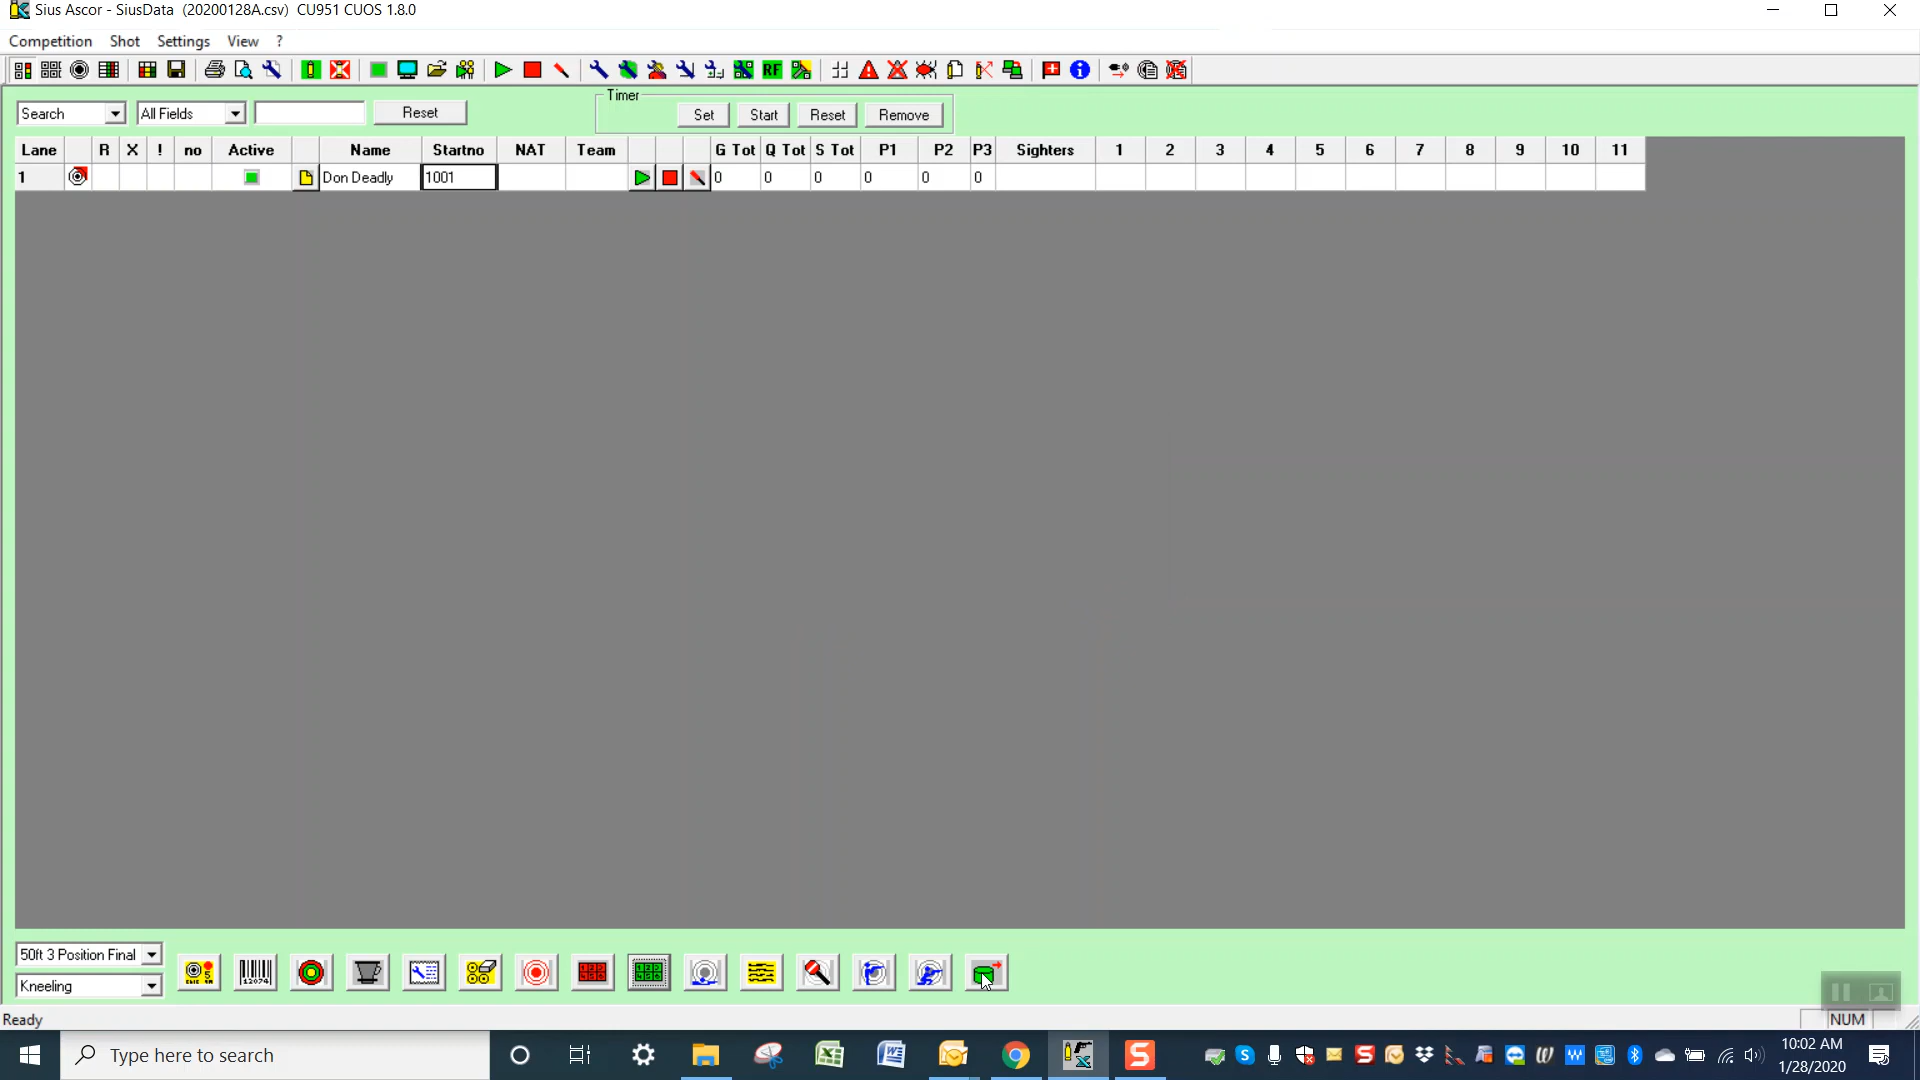 Sius Ascor - SiusData (20200128A.csv) CU951 CUOS 1.8.0
Competition Shot Settings View ?
RF
Timer
Search All Fields Reset Set Start Reset Remove
Lane R X ! no Active Name Startno NAT Team G Tot Q Tot S Tot P1 P2 P3 Sighters 1 2 3 4 5 6 7 8 9 10 11
1 Don Deadly 1001 0 0 0 0 0 0
50ft 3 Position Final
Kneeling
12074
Ready NUM
Type here to search
10:02 AM
1/28/2020